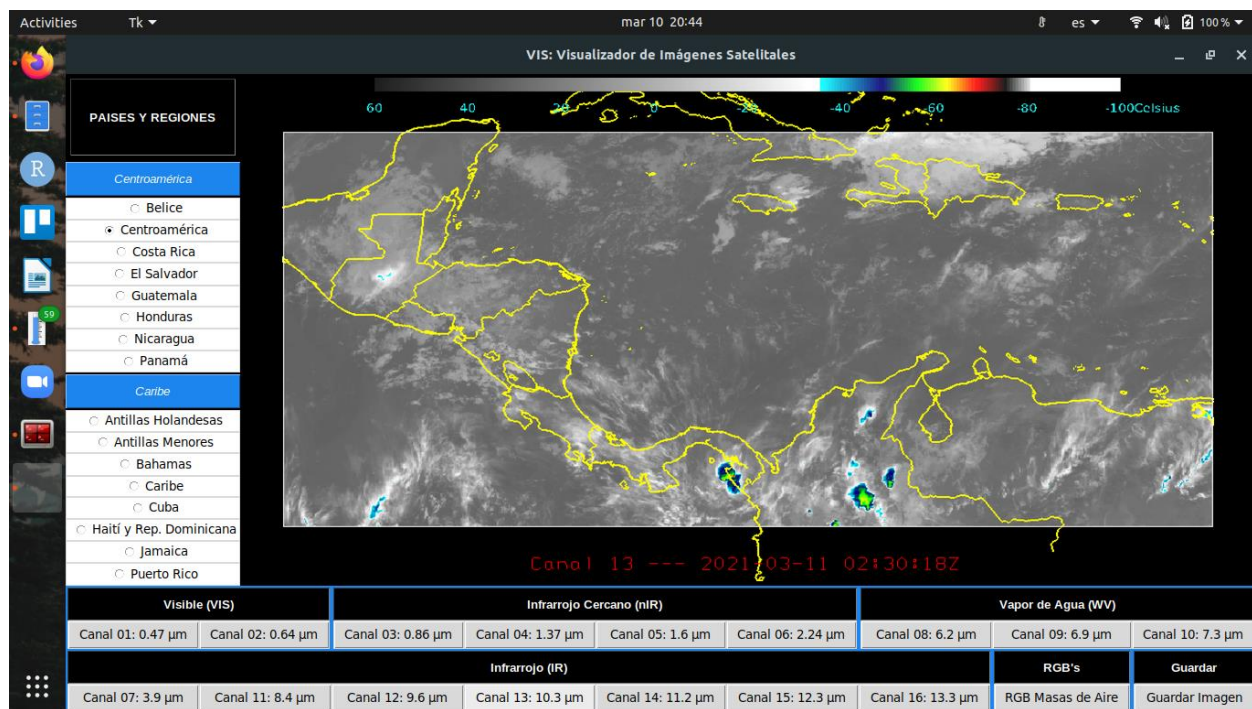 Activities Tk mar 10 20:44 es 100 %
VIS: Visualizador de Imágenes Satelitales
PAISES Y REGIONES
60 40 20 0 -20 -40 -60 -80 -100Celsius
R
59
Centroamérica
Belice
Centroamérica
Costa Rica
El Salvador
Guatemala
Honduras
Nicaragua
Panamá
Caribe
Antillas Holandesas
Antillas Menores
Bahamas
Caribe
Cuba
Haití y Rep. Dominicana
Jamaica
Puerto Rico
Canal 13 --- 2021-03-11 02:30:18Z
Visible (VIS) Infrarrojo Cercano (nIR) Vapor de Agua (WV)
Canal 01: 0.47 µm Canal 02: 0.64 µm Canal 03: 0.86 µm Canal 04: 1.37 µm Canal 05: 1.6 µm Canal 06: 2.24 µm Canal 08: 6.2 µm Canal 09: 6.9 µm Canal 10: 7.3 µm
Infrarrojo (IR) RGB's Guardar
Canal 07: 3.9 µm Canal 11: 8.4 µm Canal 12: 9.6 µm Canal 13: 10.3 µm Canal 14: 11.2 µm Canal 15: 12.3 µm Canal 16: 13.3 µm RGB Masas de Aire Guardar Imagen